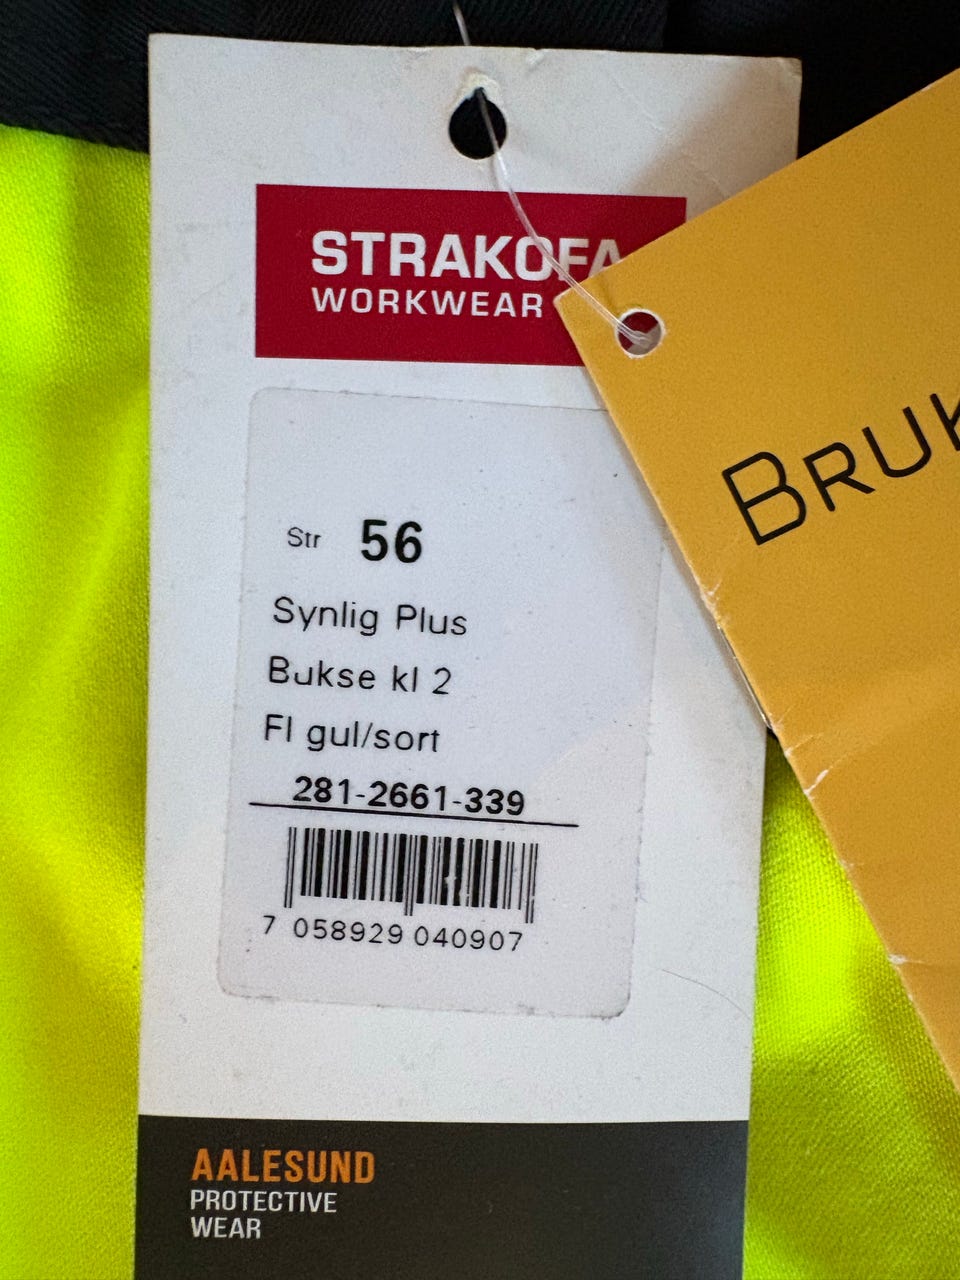 STRAKOFA
WORKWEAR
BRUK
Str 56
Synlig Plus
Bukse kl 2
Fl gul/sort
281-2661-339
7 058929 040907
AALESUND
PROTECTIVE
WEAR